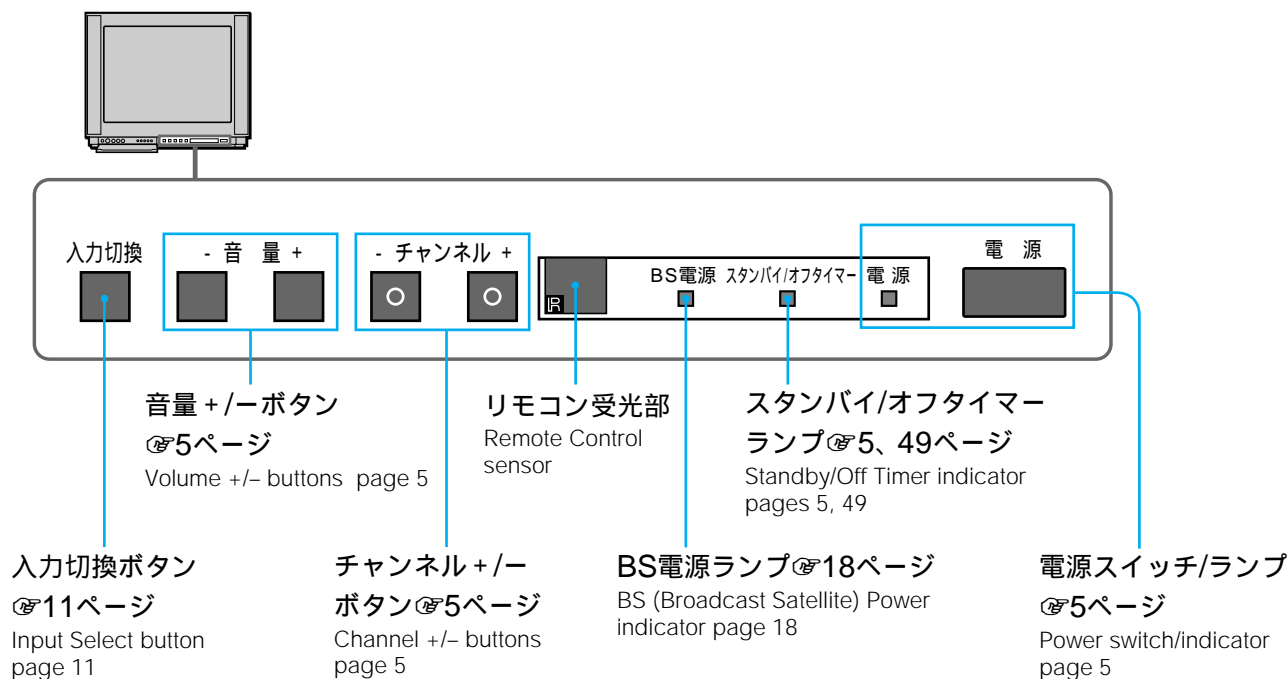 入力切換
- 音 量 +
- チャンネル +
R
BS電源 スタンバイ/オフタイマー 電源
電 源
音量+/ーボタン
☞5ページ
Volume +/– buttons page 5
リモコン受光部
Remote Control
sensor
スタンバイ/オフタイマー
ランプ☞5、49ページ
Standby/Off Timer indicator
pages 5, 49
入力切換ボタン
☞11ページ
Input Select button
page 11
チャンネル+/ー
ボタン☞5ページ
Channel +/– buttons
page 5
BS電源ランプ☞18ページ
BS (Broadcast Satellite) Power
indicator page 18
電源スイッチ/ランプ
☞5ページ
Power switch/indicator
page 5